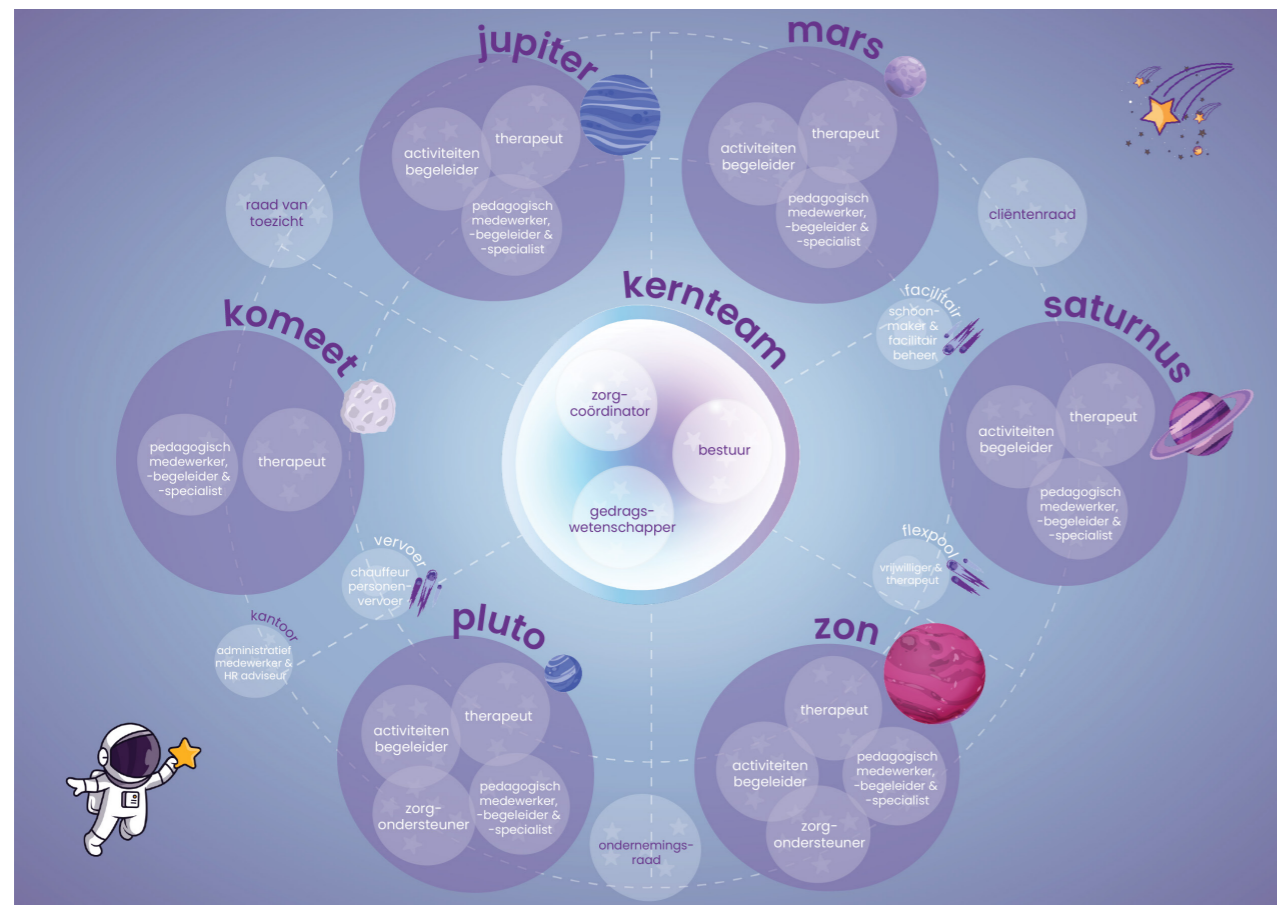 jupiter
activiteiten
begeleider
therapeut
pedagogisch
medewerker,
-begeleider &
-specialist
mars
activiteiten
begeleider
therapeut
pedagogisch
medewerker,
-begeleider &
-specialist
raad van
toezicht
cliëntenraad
komeet
pedagogisch
medewerker,
-begeleider &
-specialist
therapeut
kernteam
zorg-
coördinator
bestuur
gedrags-
wetenschapper
facilitair
schoon-
maker &
facilitair
beheer
saturnus
activiteiten
begeleider
therapeut
pedagogisch
medewerker,
-begeleider &
-specialist
vervoer
chauffeur
personen-
vervoer
flexpool
vrijwilliger &
therapeut
kantoor
administratief
medewerker &
HR adviseur
pluto
activiteiten
begeleider
therapeut
zorg-
ondersteuner
pedagogisch
medewerker,
-begeleider &
-specialist
zon
therapeut
activiteiten
begeleider
pedagogisch
medewerker,
-begeleider &
-specialist
zorg-
ondersteuner
ondernemings-
raad